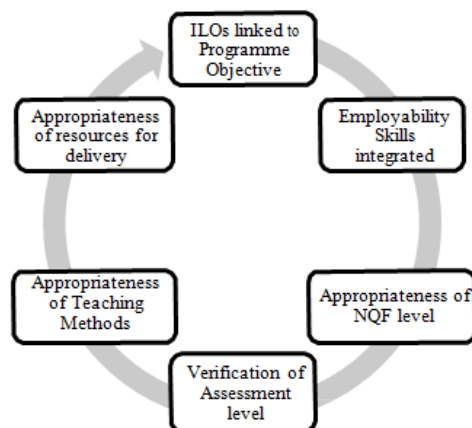 ILOs linked to
Programme
Objective
Employability
Skills
integrated
Appropriateness of
NQF level
Verification of
Assessment
level
Appropriateness
of Teaching
Methods
Appropriateness
of resources for
delivery